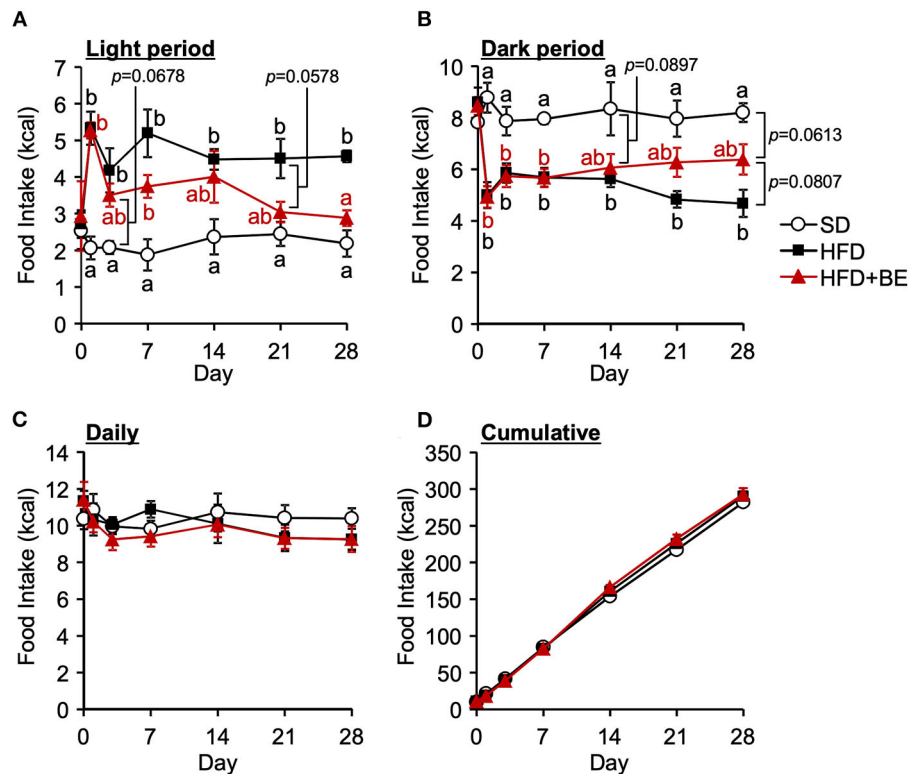 A
Light period
p=0.0678
p=0.0578
Food Intake (kcal)
7
6
5
4
3
2
1
0
b
b
b
b
b
b
b
ab
b
ab
ab
a
a
a
a
a
a
a
0
7
14
21
28
Day
B
Dark period
p=0.0897
Food Intake (kcal)
10
8
6
4
2
0
a
a
a
a
a
a
b
b
ab
ab
ab
b
b
b
b
b
b
b
p=0.0613
p=0.0807
0
7
14
21
28
Day
SD
HFD
HFD+BE
C
Daily
Food Intake (kcal)
14
12
10
8
6
4
2
0
0
7
14
21
28
Day
D
Cumulative
Food Intake (kcal)
350
300
250
200
150
100
50
0
0
7
14
21
28
Day